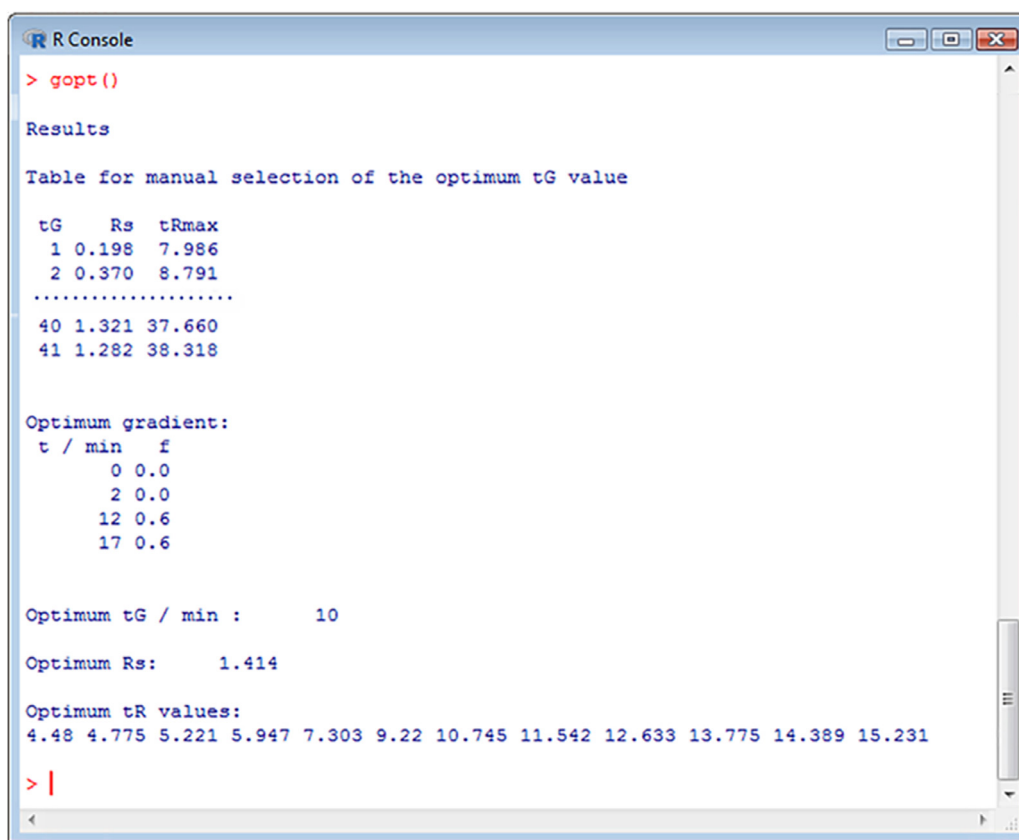 R R Console
> gopt()
Results
Table for manual selection of the optimum tG value
tG Rs tRmax
1 0.198 7.986
2 0.370 8.791
.....................
40 1.321 37.660
41 1.282 38.318
Optimum gradient:
t / min f
0 0.0
2 0.0
12 0.6
17 0.6
Optimum tG / min : 10
Optimum Rs: 1.414
Optimum tR values:
4.48 4.775 5.221 5.947 7.303 9.22 10.745 11.542 12.633 13.775 14.389 15.231
>